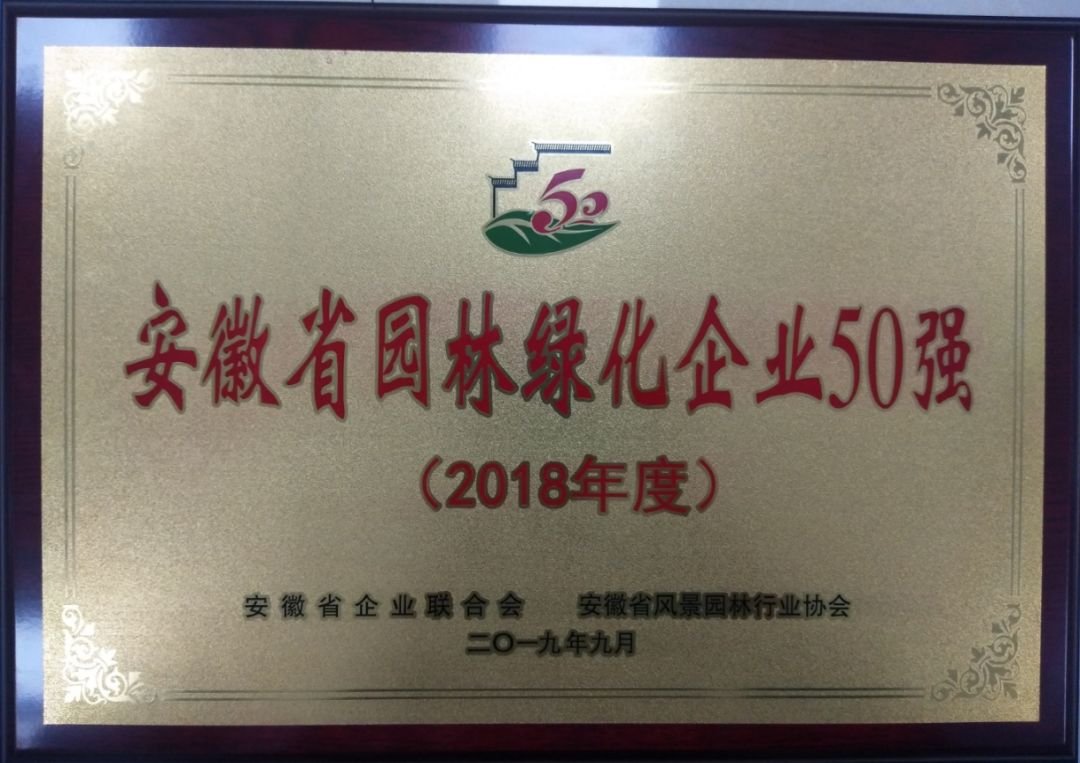 50
安徽省园林绿化企业50强
（2018年度）
安徽省企业联合会 安徽省风景园林行业协会
二〇一九年九月